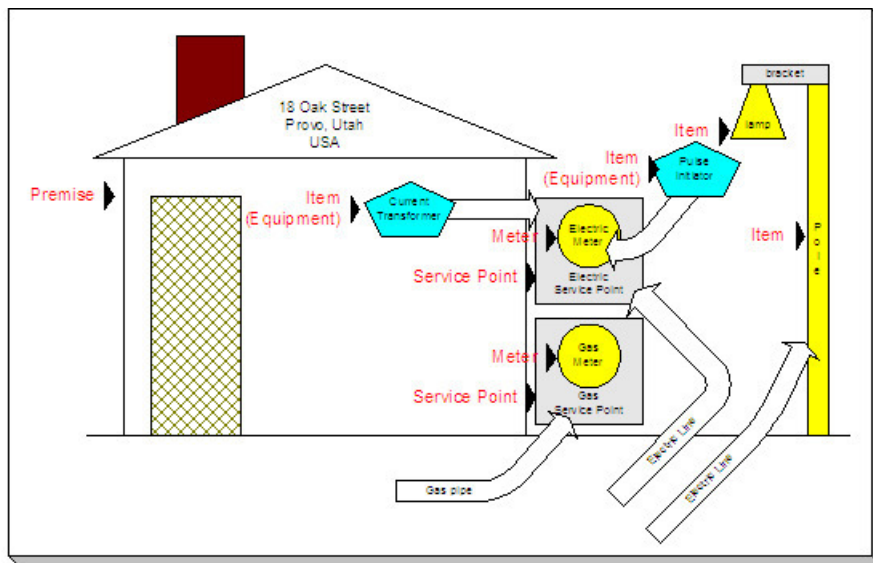 bracket
lamp
Item
18 Oak Street
Provo, Utah
USA
Item
(Equipment)
Pulse
Initiator
Premise
Item
(Equipment)
Current
Transformer
Meter
Electric
Meter
Item
Pole
Service Point
Electric
Service Point
Meter
Gas
Meter
Service Point
Gas
Service Point
Electric Line
Electric Line
Gas pipe